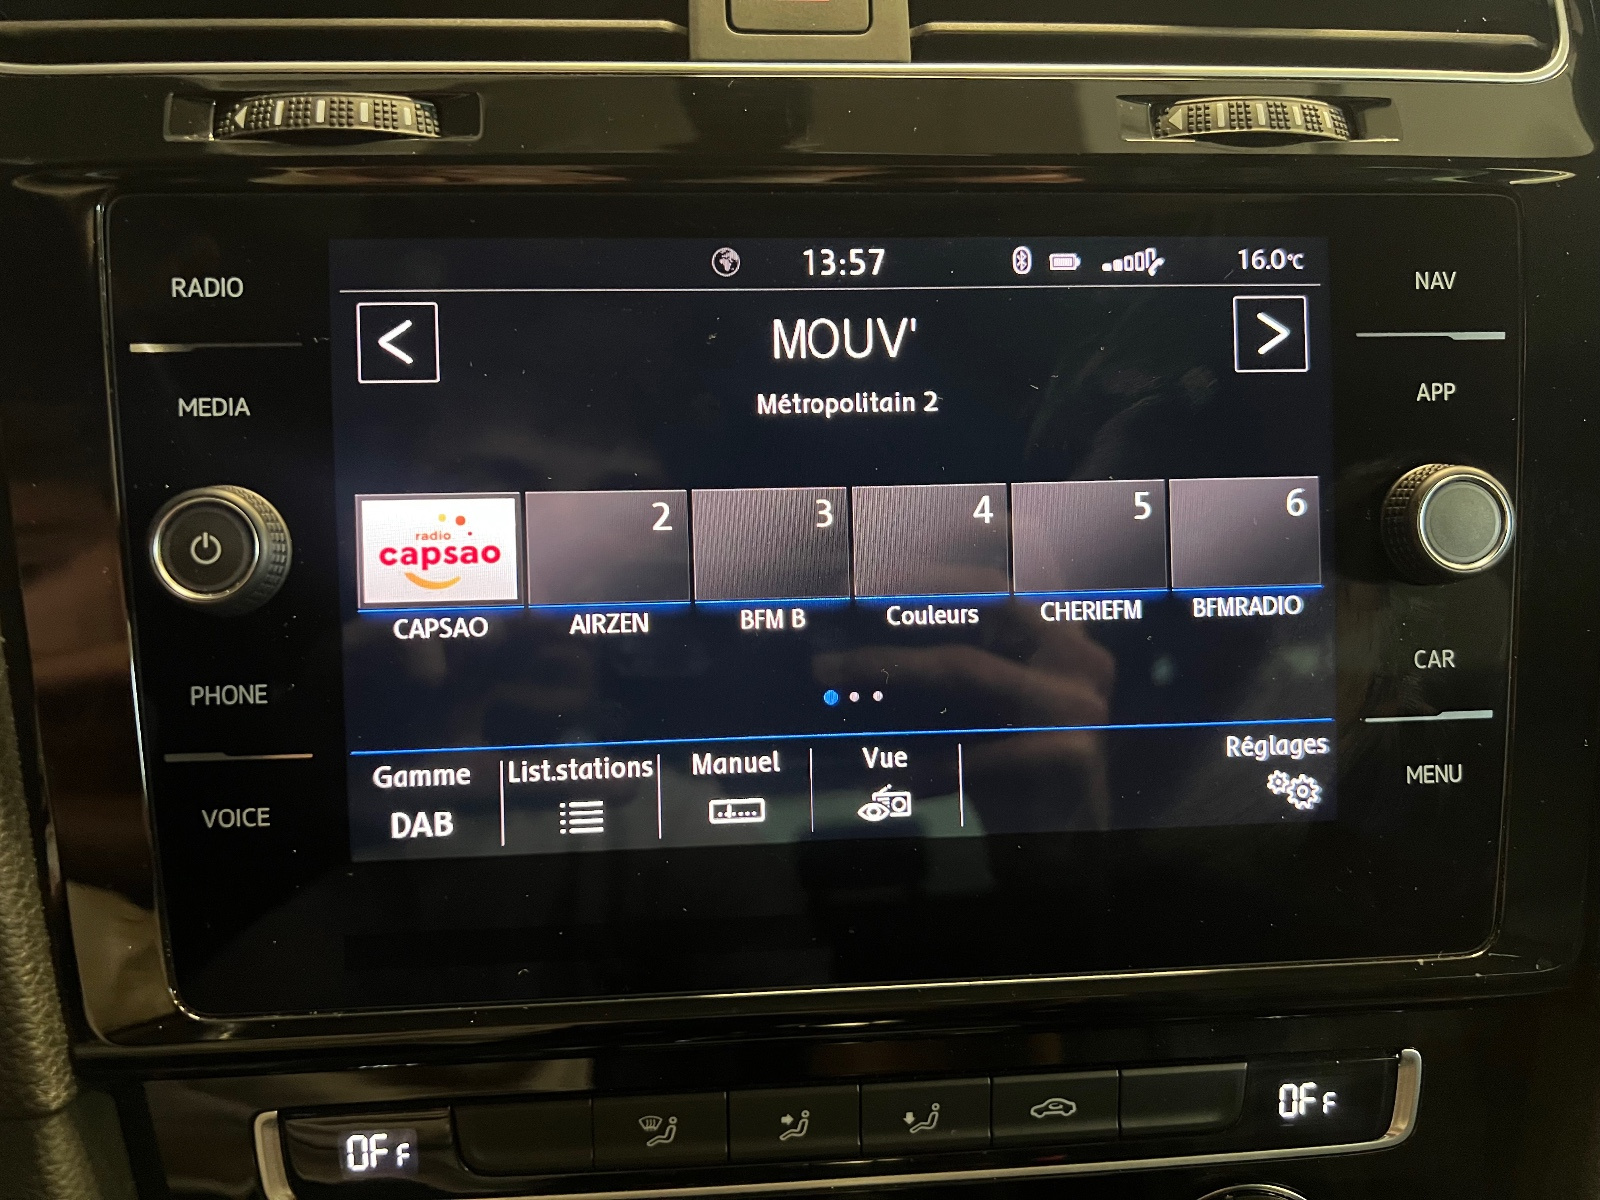 13:57
16.0°C
RADIO
NAV
<
MOUV'
>
MEDIA
Métropolitain 2
APP
radio
capsao
2
3
4
5
6
CAPSAO
AIRZEN
BFM B
Couleurs
CHERIEFM
BFMRADIO
CAR
PHONE
Gamme
List.stations
Manuel
Vue
Réglages
DAB
MENU
VOICE
OFF
OFF